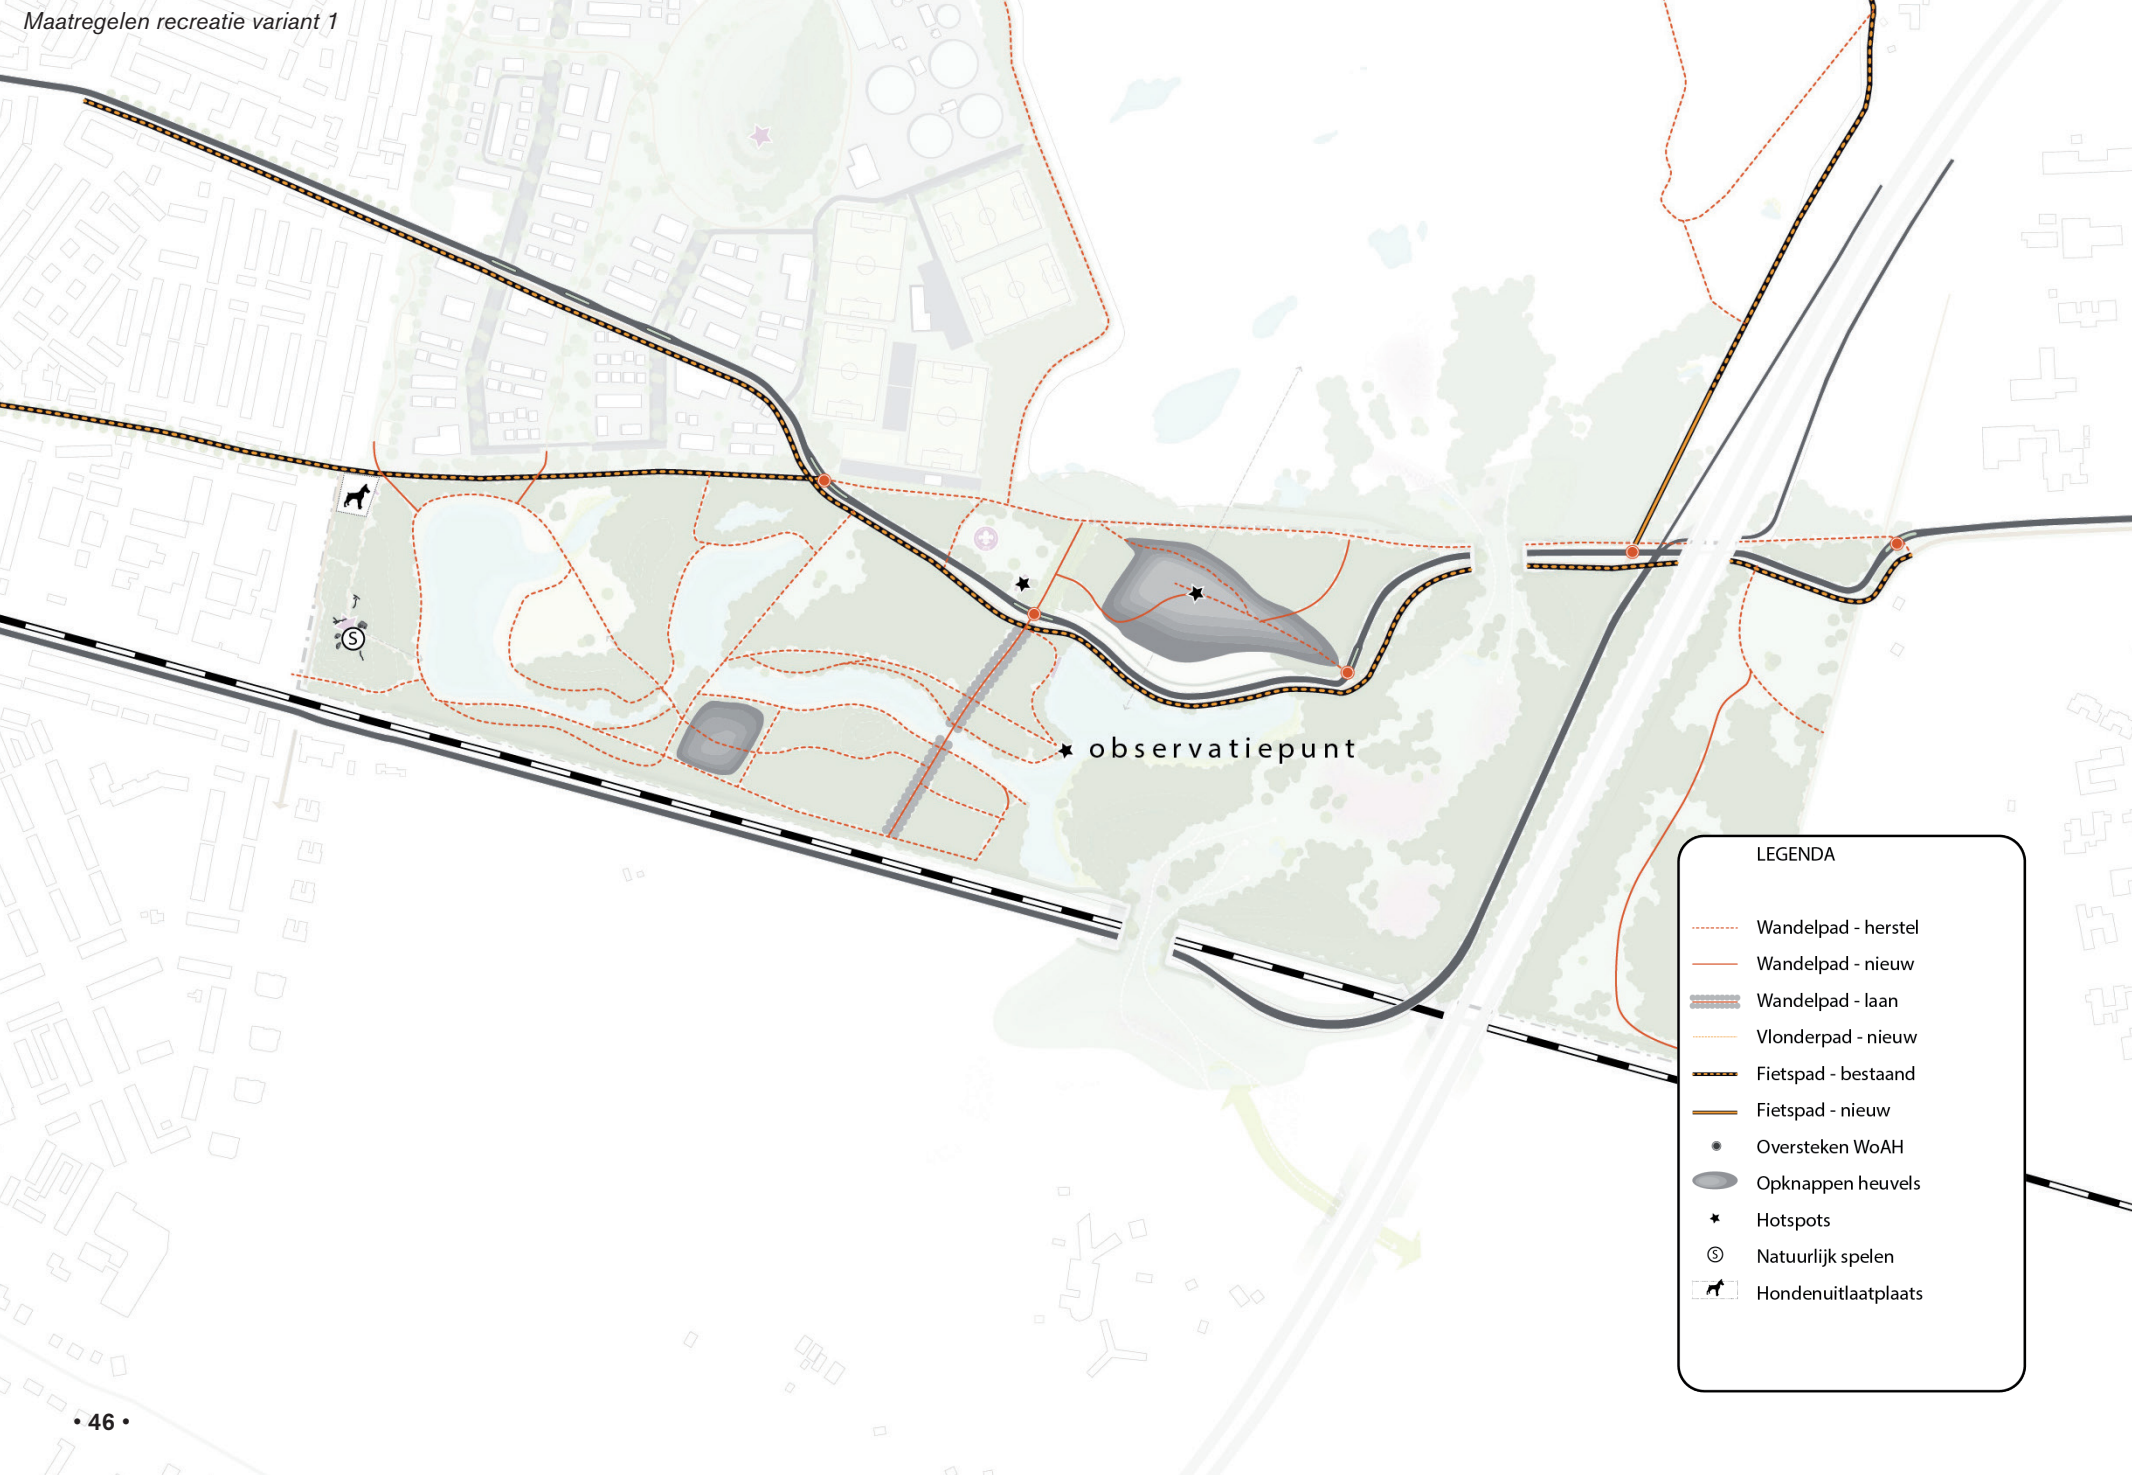 Maatregelen recreatie variant 1
S
observatiepunt
LEGENDA
Wandelpad - herstel
Wandelpad - nieuw
Wandelpad - laan
Vlonderpad - nieuw
Fietspad - bestaand
Fietspad - nieuw
Oversteken WoAH
Opknappen heuvels
Hotspots
S Natuurlijk spelen
Hondenuitlaatplaats
• 46 •